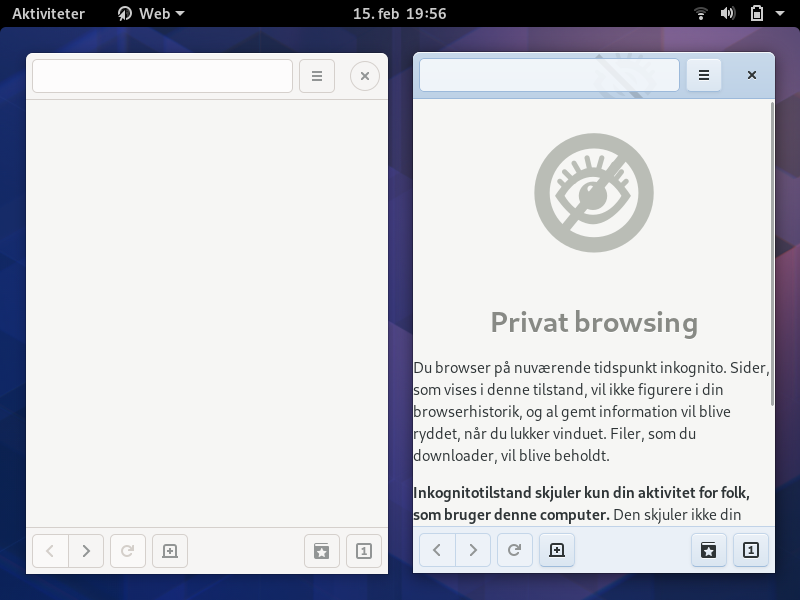 Aktiviteter Web 15. feb 19:56
Privat browsing
Du browser på nuværende tidspunkt inkognito. Sider,
som vises i denne tilstand, vil ikke figurere i din
browserhistorik, og al gemt information vil blive
ryddet, når du lukker vinduet. Filer, som du
downloader, vil blive beholdt.
Inkognitotilstand skjuler kun din aktivitet for folk,
som bruger denne computer. Den skjuler ikke din
1 1